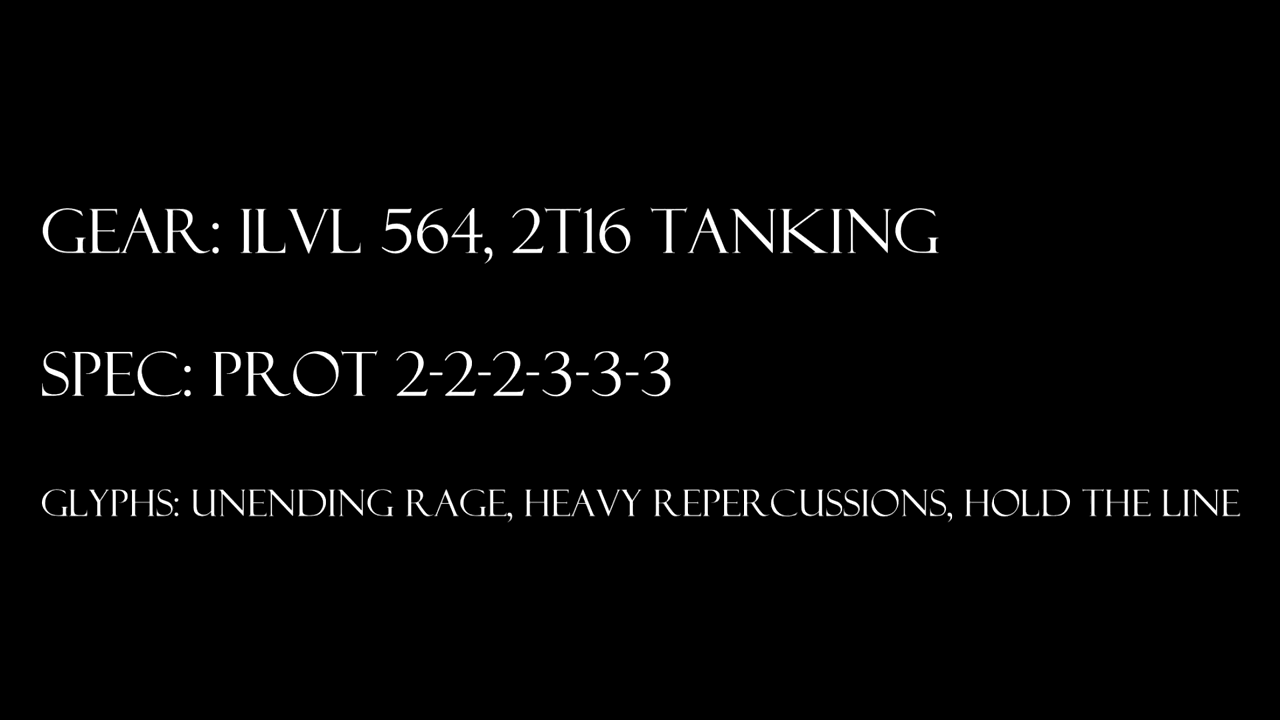 GEAR: ILVL 564, 2T16 TANKING
SPEC: PROT 2-2-2-3-3-3
GLYPHS: UNENDING RAGE, HEAVY REPERCUSSIONS, HOLD THE LINE